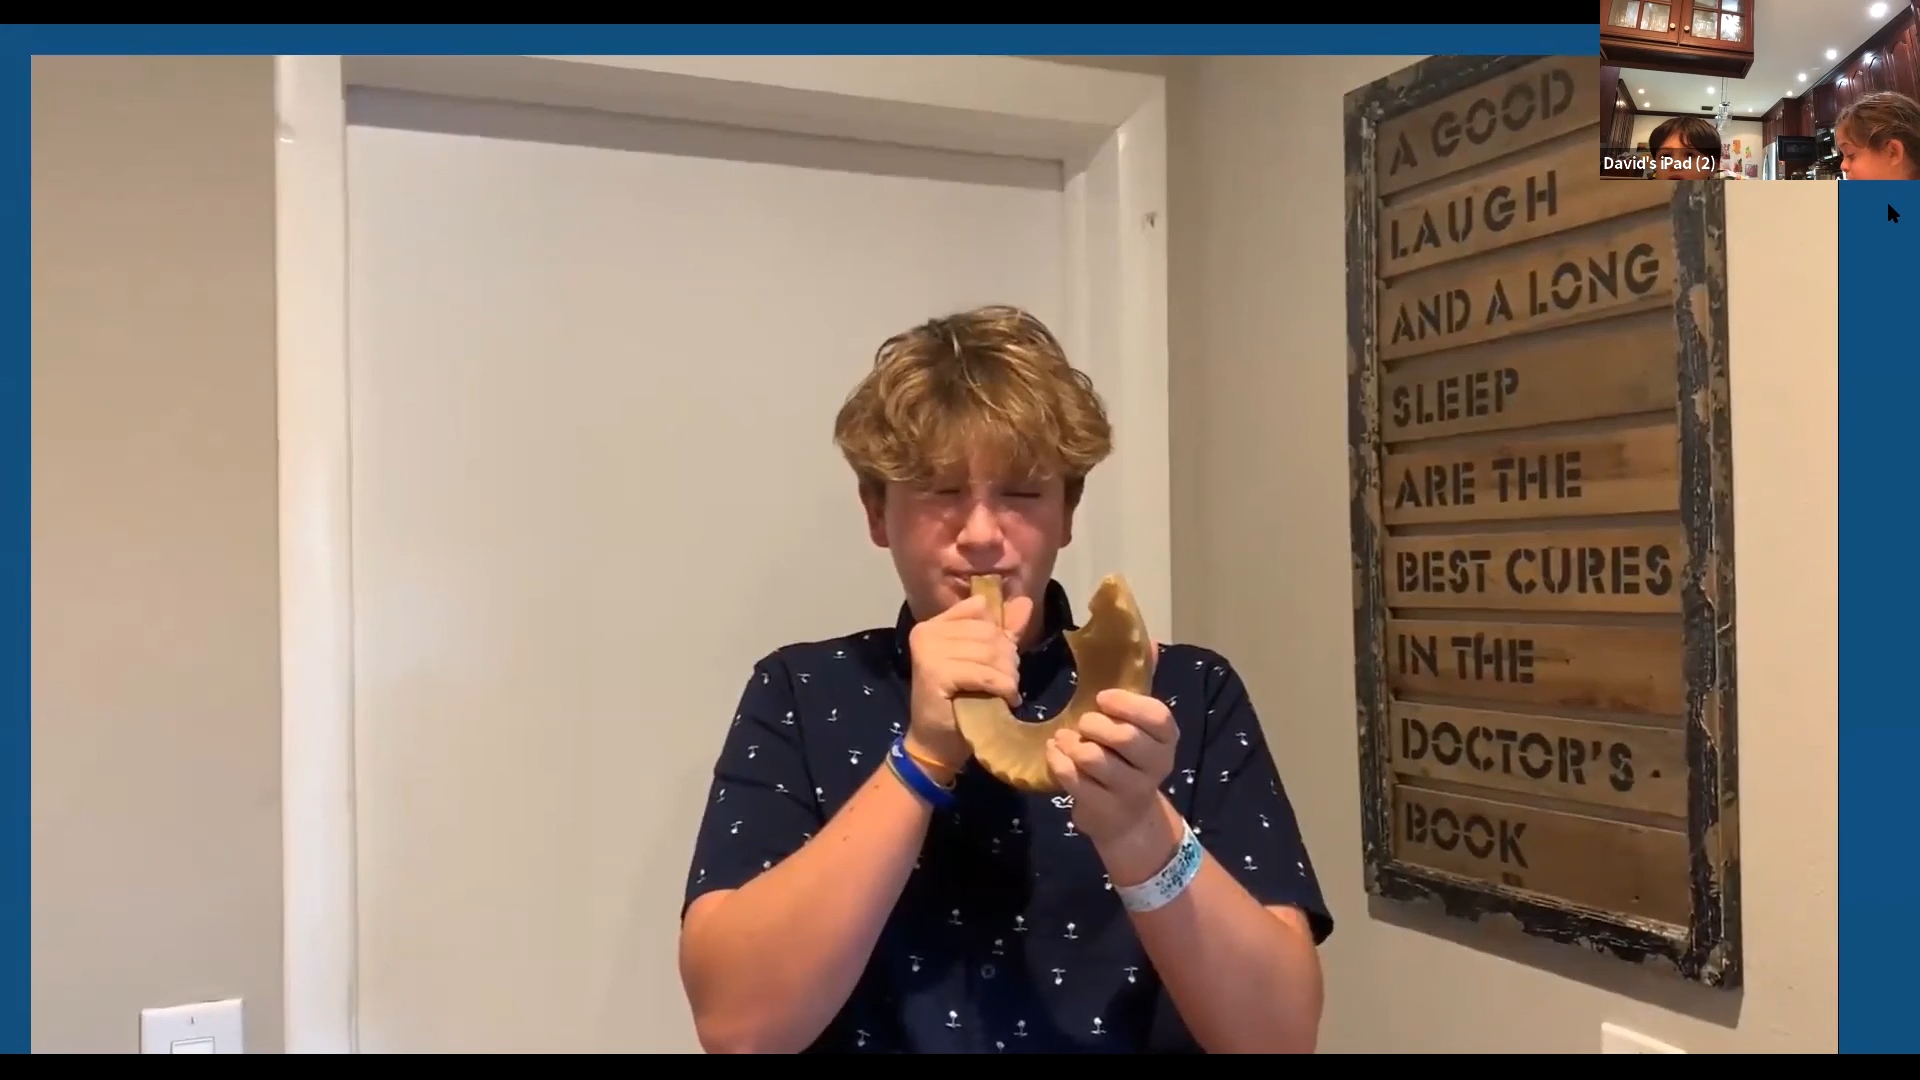 A GOOD
LAUGH
AND A LONG
SLEEP
ARE THE
BEST CURES
IN THE
DOCTOR'S
BOOK
David's iPad (2)